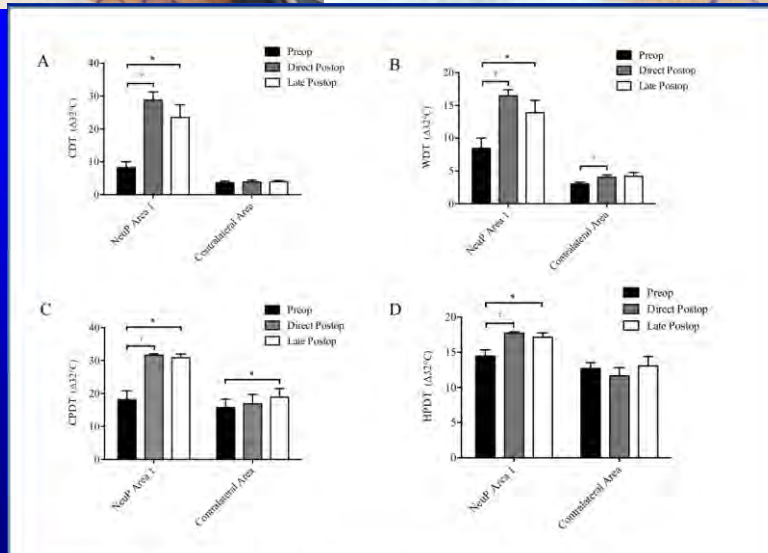 A
CDT (Δ32°C)
40
30
20
10
0
*
Preop
Direct Postop
Late Postop
NeuP Area 1
Contralateral Area
B
WDT (Δ32°C)
20
15
10
5
0
*
Preop
Direct Postop
Late Postop
NeuP Area 1
Contralateral Area
C
CPDT (Δ32°C)
40
30
20
10
0
*
*
Preop
Direct Postop
Late Postop
NeuP Area 1
Contralateral Area
D
HPDT (Δ32°C)
20
15
10
5
0
*
Preop
Direct Postop
Late Postop
NeuP Area 1
Contralateral Area